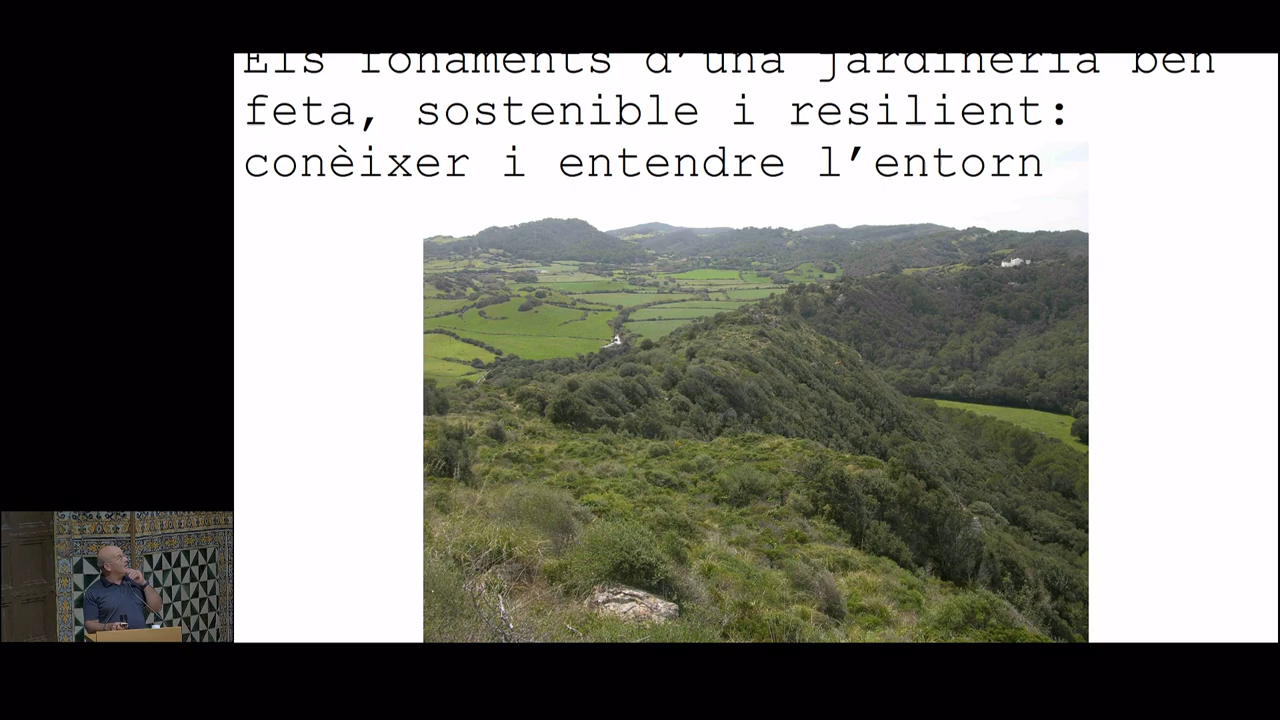 Els fonaments d’una jardineria ben
feta, sostenible i resilient:
conèixer i entendre l’entorn